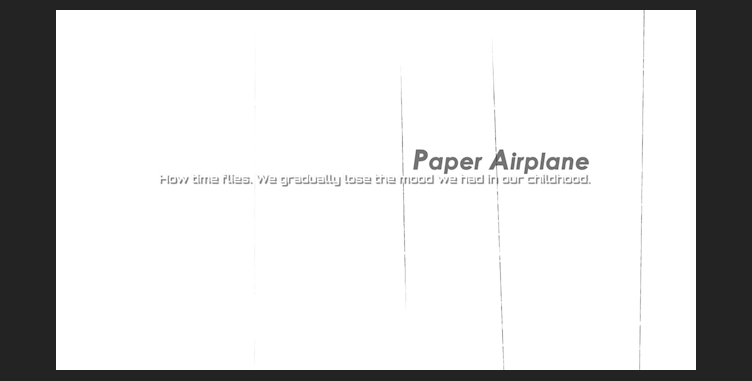 Paper Airplane
How time flies. We gradually lose the mood we had in our childhood.